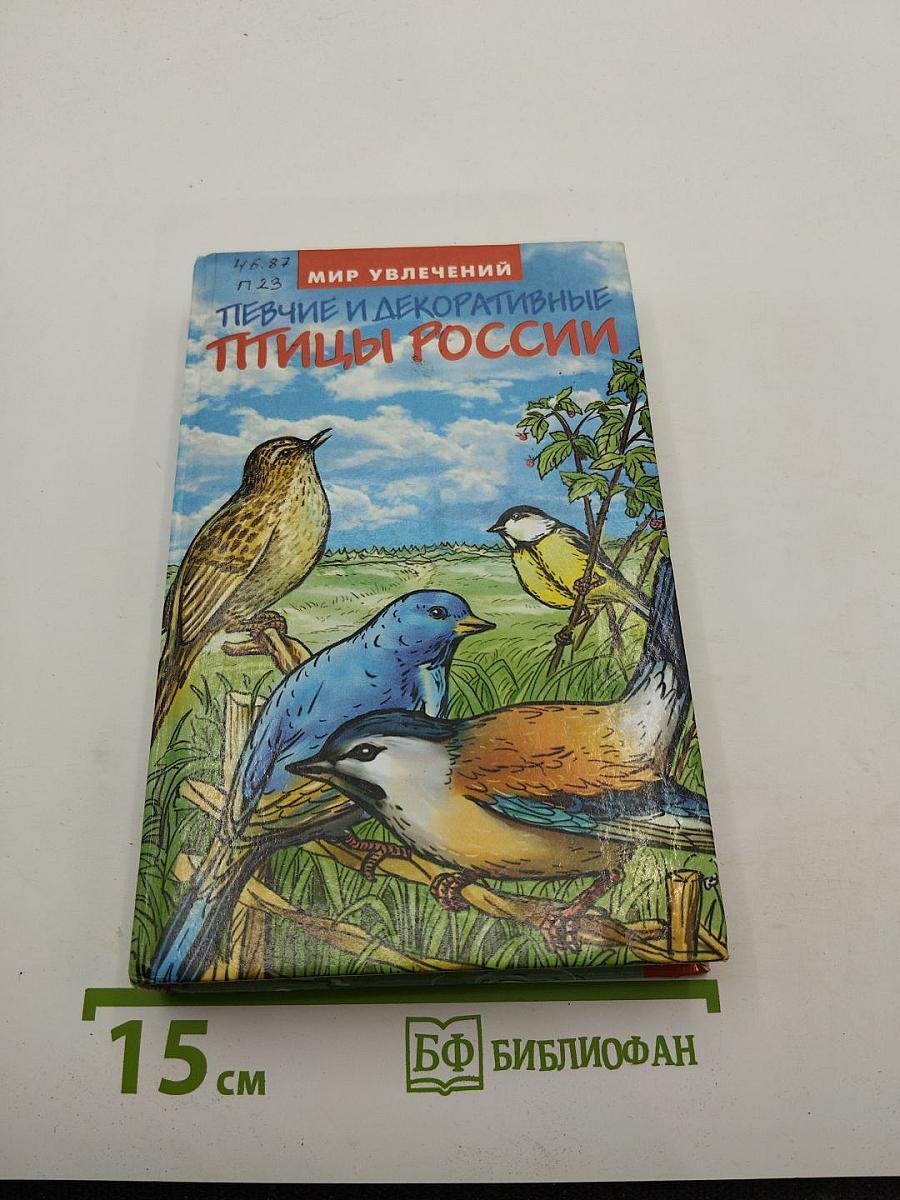 46.87
П23
МИР УВЛЕЧЕНИЙ
ПЕВЧИЕ И ДЕКОРАТИВНЫЕ
ПТИЦЫ РОССИИ
15 см
БФ БИБЛИОФАН